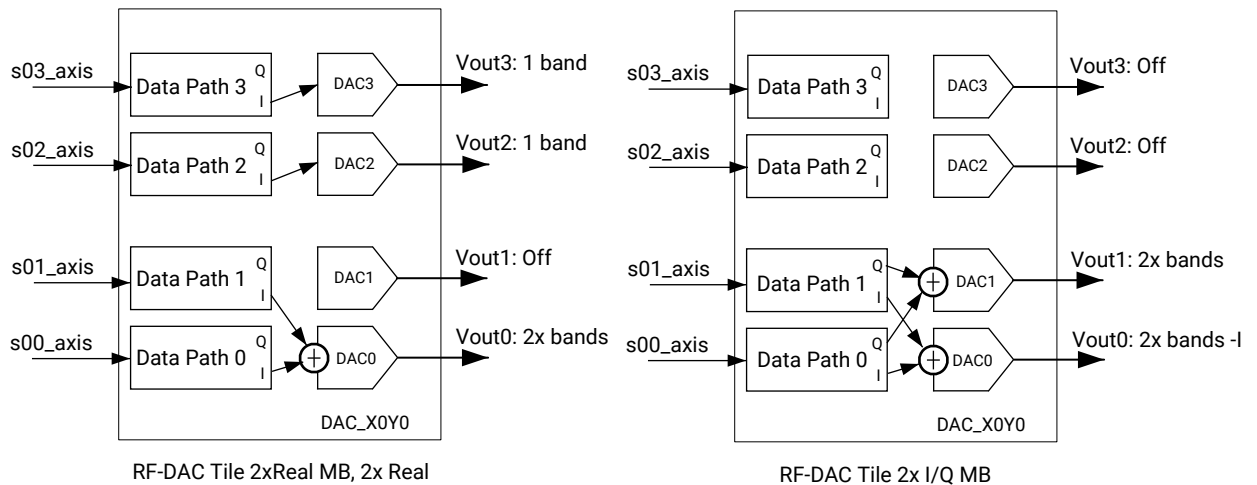 s03_axis
Data Path 3
Q
I
DAC3
Vout3: 1 band
s02_axis
Data Path 2
Q
I
DAC2
Vout2: 1 band
s01_axis
Data Path 1
Q
I
DAC1
Vout1: Off
s00_axis
Data Path 0
Q
I
+
DAC0
Vout0: 2x bands
DAC_X0Y0
RF-DAC Tile 2xReal MB, 2x Real
s03_axis
Data Path 3
Q
I
DAC3
Vout3: Off
s02_axis
Data Path 2
Q
I
DAC2
Vout2: Off
s01_axis
Data Path 1
Q
I
+
DAC1
Vout1: 2x bands
s00_axis
Data Path 0
Q
I
+
DAC0
Vout0: 2x bands -I
DAC_X0Y0
RF-DAC Tile 2x I/Q MB